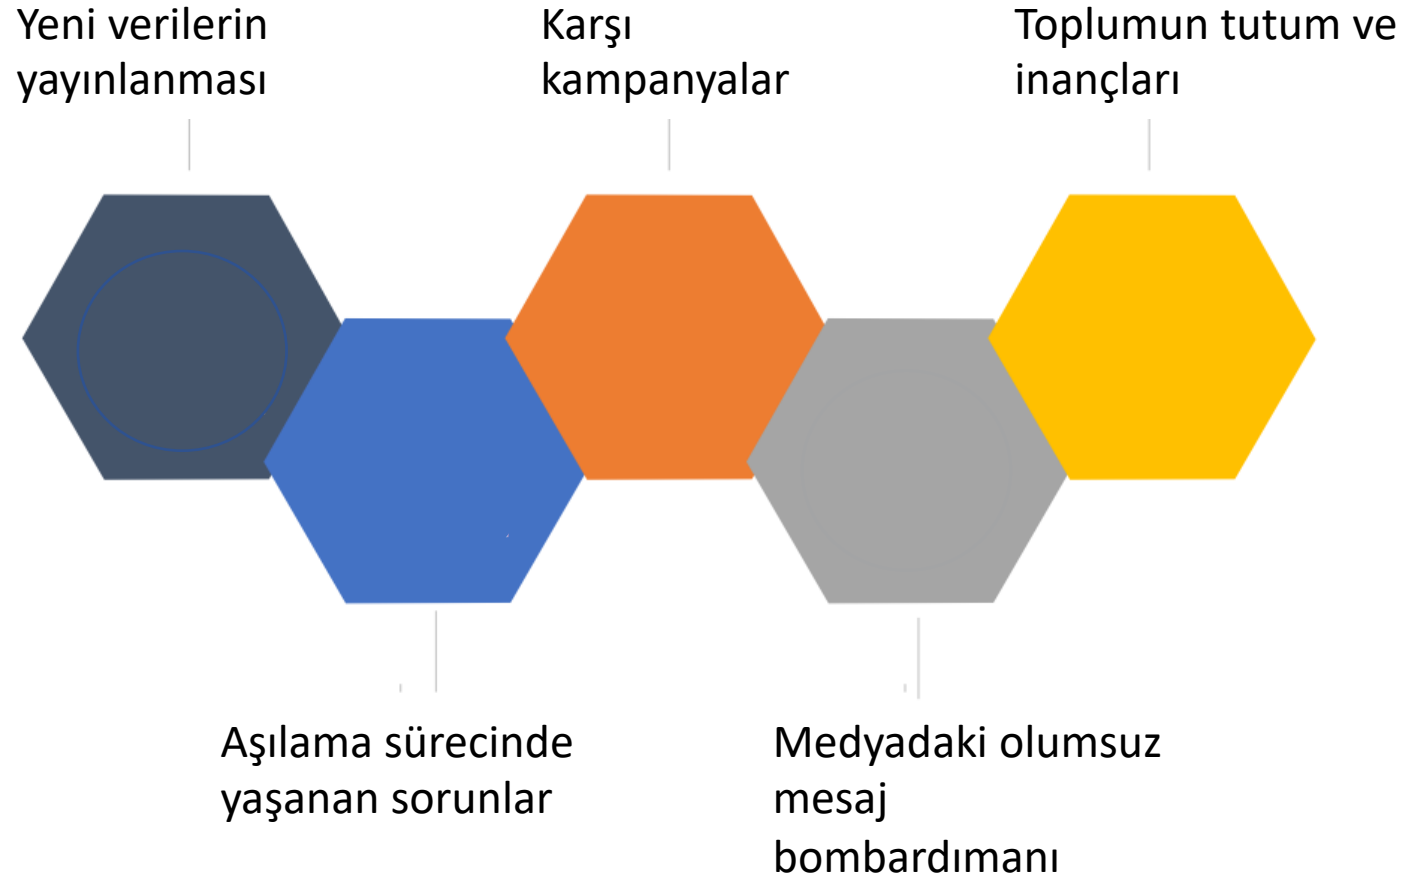 Yeni verilerin
yayınlanması
Karşı
kampanyalar
Toplumun tutum ve
inançları
Aşılama sürecinde
yaşanan sorunlar
Medyadaki olumsuz
mesaj
bombardımanı